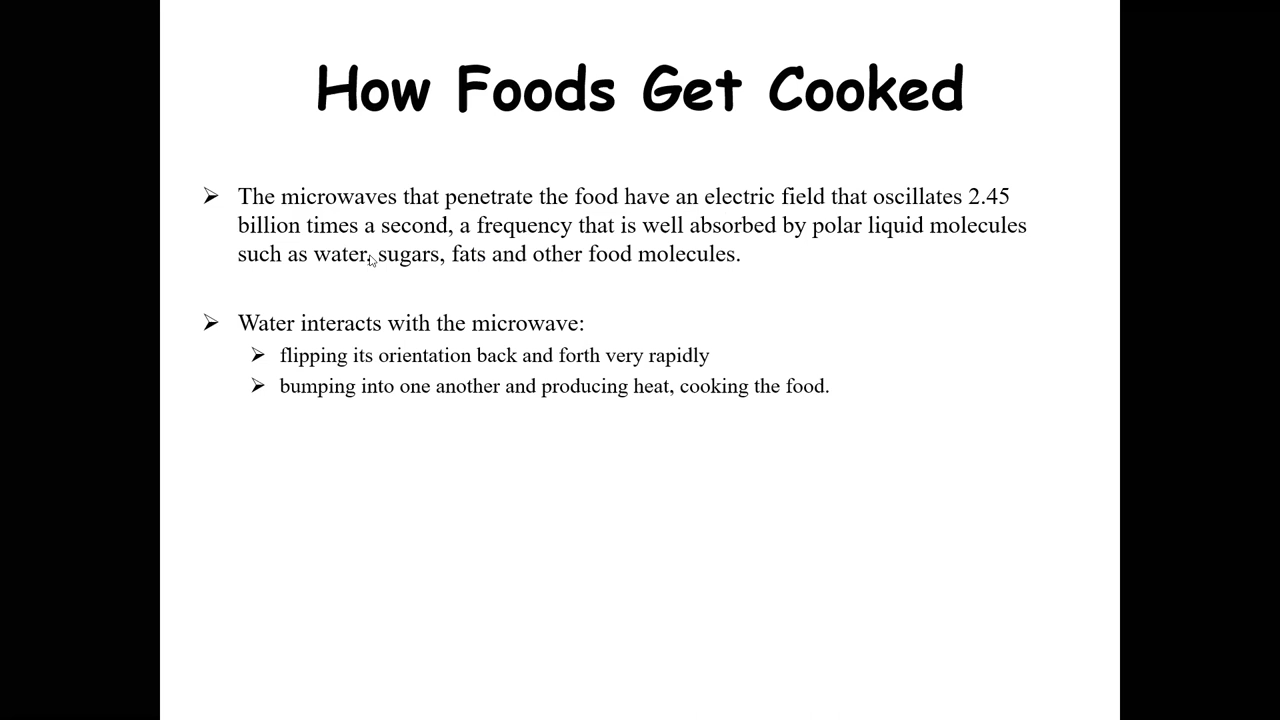 How Foods Get Cooked
➢ The microwaves that penetrate the food have an electric field that oscillates 2.45
billion times a second, a frequency that is well absorbed by polar liquid molecules
such as water, sugars, fats and other food molecules.
➢ Water interacts with the microwave:
➢ flipping its orientation back and forth very rapidly
➢ bumping into one another and producing heat, cooking the food.